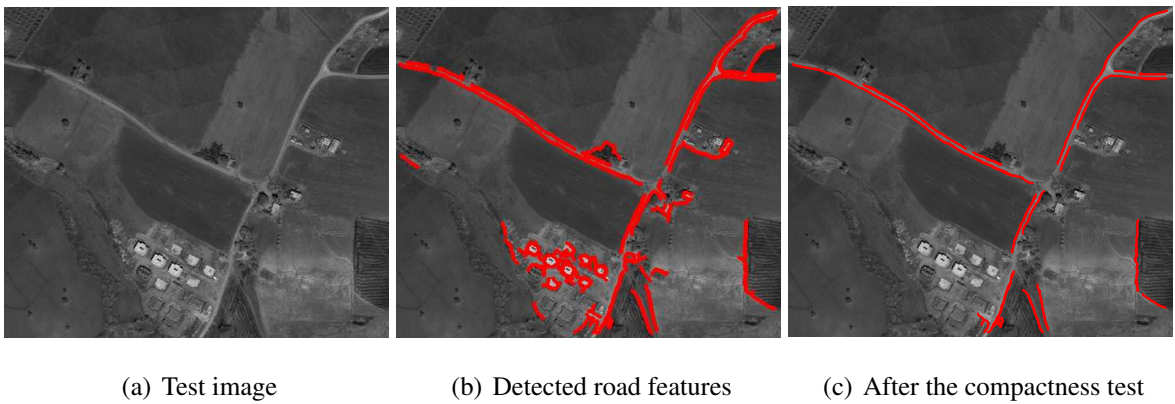 (a) Test image
(b) Detected road features
(c) After the compactness test